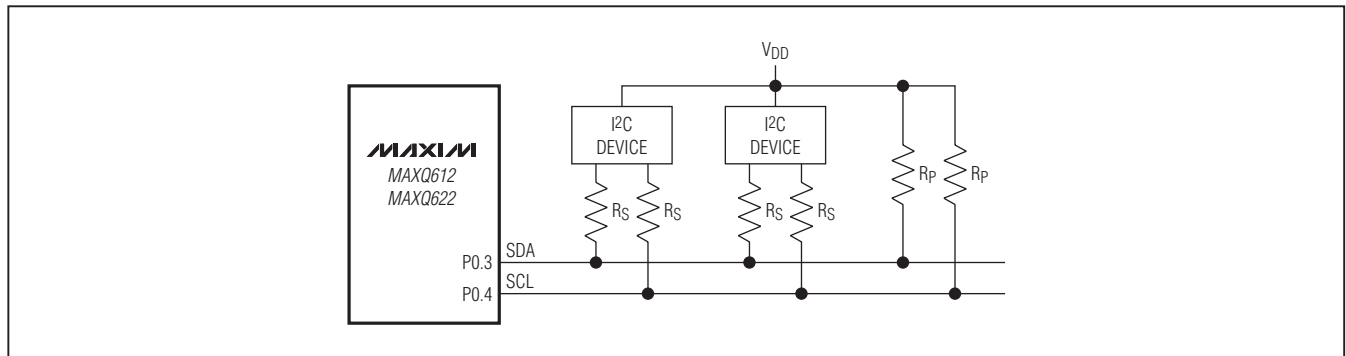 VDD
I²C
DEVICE
I²C
DEVICE
MAXIM
MAXQ612
MAXQ622
RS
RS
RS
RS
RP
RP
P0.3
SDA
P0.4
SCL